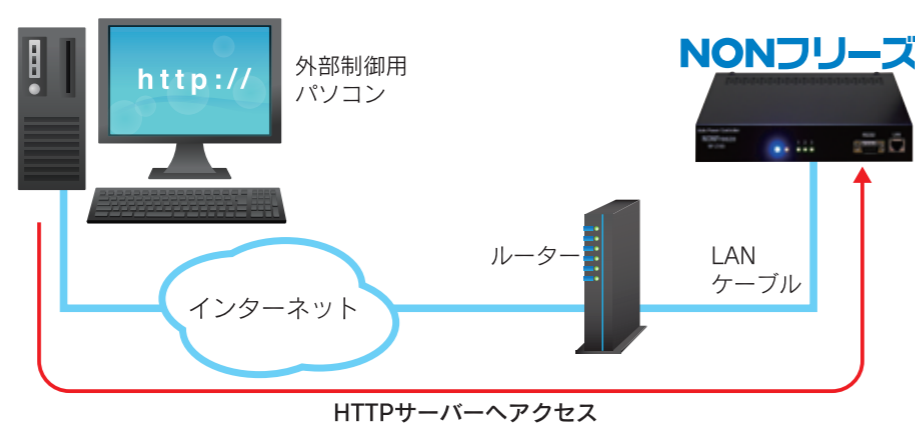 http://
外部制御用
パソコン
NONフリーズ
ルーター
LAN
ケーブル
インターネット
HTTPサーバーへアクセス